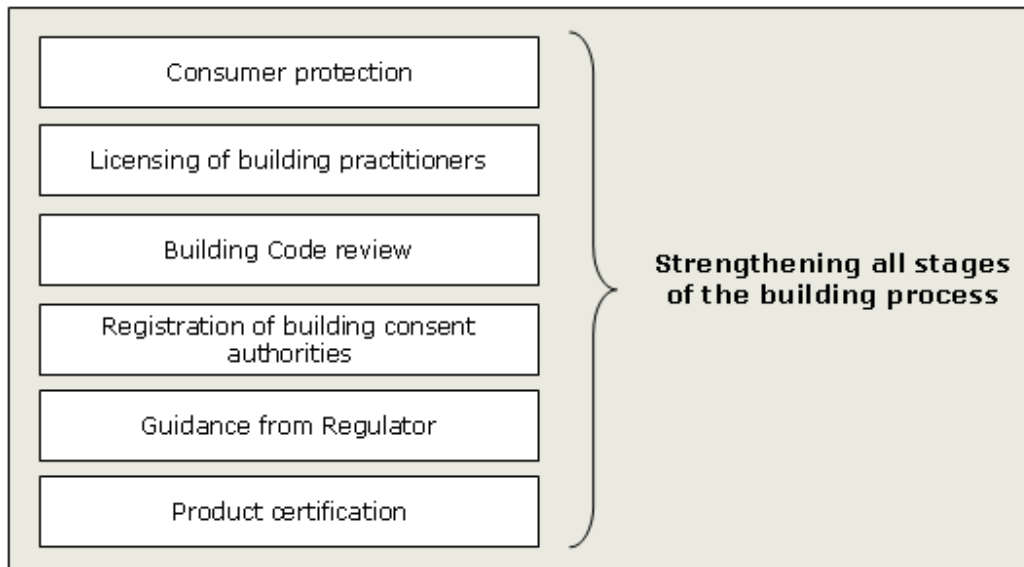 Consumer protection
Licensing of building practitioners
Building Code review
Registration of building consent
authorities
Guidance from Regulator
Product certification
Strengthening all stages
of the building process